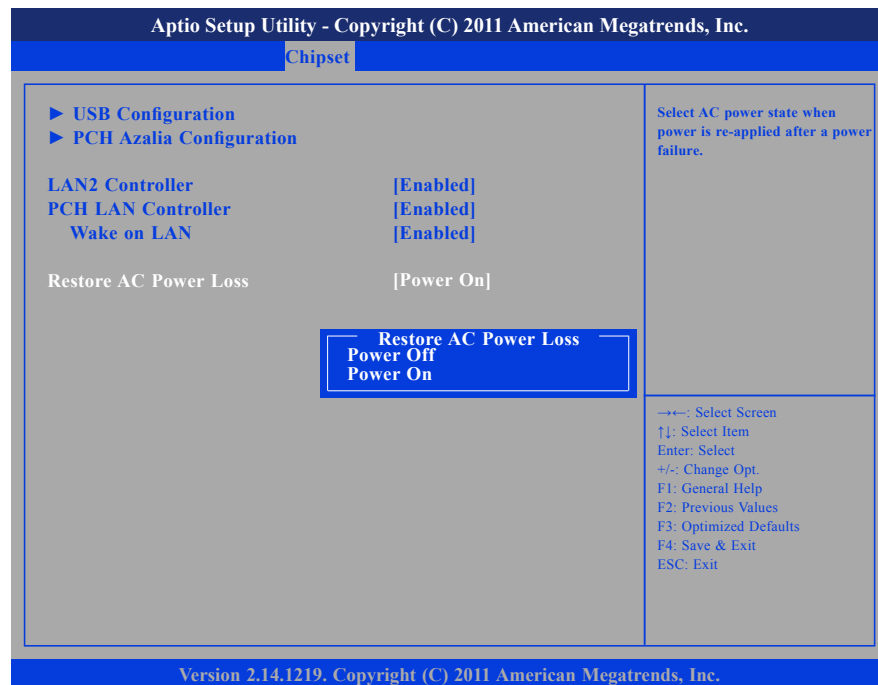 Aptio Setup Utility - Copyright (C) 2011 American Megatrends, Inc.
Chipset
► USB Configuration
► PCH Azalia Configuration
LAN2 Controller [Enabled]
PCH LAN Controller [Enabled]
Wake on LAN [Enabled]
Restore AC Power Loss [Power On]
Restore AC Power Loss
Power Off
Power On
Select AC power state when
power is re-applied after a power
failure.
→←: Select Screen
↑↓: Select Item
Enter: Select
+/-: Change Opt.
F1: General Help
F2: Previous Values
F3: Optimized Defaults
F4: Save & Exit
ESC: Exit
Version 2.14.1219. Copyright (C) 2011 American Megatrends, Inc.